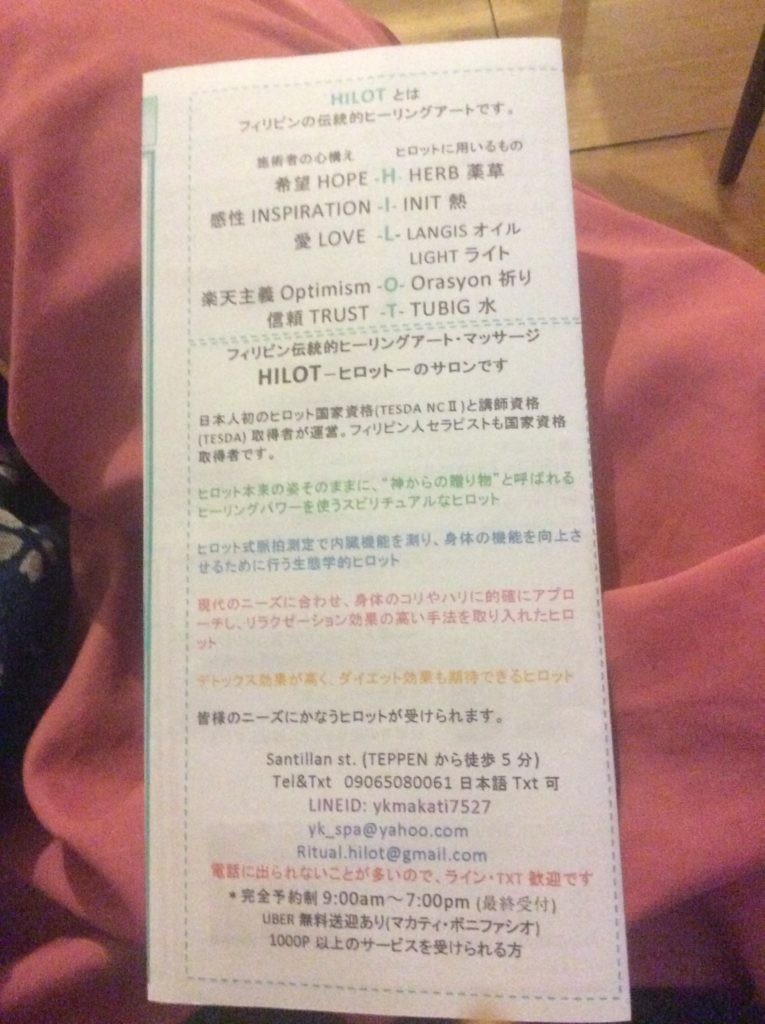 HILOT とは
フィリピンの伝統的ヒーリングアートです。
施術者の心構え ヒロットに用いるもの
希望 HOPE -H- HERB 薬草
感性 INSPIRATION -I- INIT 熱
愛 LOVE -L- LANGIS オイル
LIGHT ライト
楽天主義 Optimism -O- Orasyon 祈り
信頼 TRUST -T- TUBIG 水
フィリピン伝統的ヒーリングアート・マッサージ
HILOT－ヒロット－のサロンです
日本人初のヒロット国家資格(TESDA NCⅡ)と講師資格
(TESDA) 取得者が運営。フィリピン人セラピストも国家資格
取得者です。
ヒロット本来の姿そのままに、“神からの贈り物”と呼ばれる
ヒーリングパワーを使うスピリチュアルなヒロット
ヒロット式脈拍測定で内臓機能を測り、身体の機能を向上さ
せるために行う生態学的ヒロット
現代のニーズに合わせ、身体のコリやハリに的確にアプロ
ーチし、リラクゼーション効果の高い手法を取り入れたヒロ
ット
デトックス効果が高く、ダイエット効果も期待できるヒロット
皆様のニーズにかなうヒロットが受けられます。
Santillan st. (TEPPEN から徒歩 5 分)
Tel&Txt 09065080061 日本語 Txt 可
LINEID: ykmakati7527
yk_spa@yahoo.com
Ritual.hilot@gmail.com
電話に出られないことが多いので、ライン・TXT 歓迎です
＊完全予約制 9:00am～7:00pm (最終受付)
UBER 無料送迎あり(マカティ・ボニファシオ)
1000P 以上のサービスを受けられる方